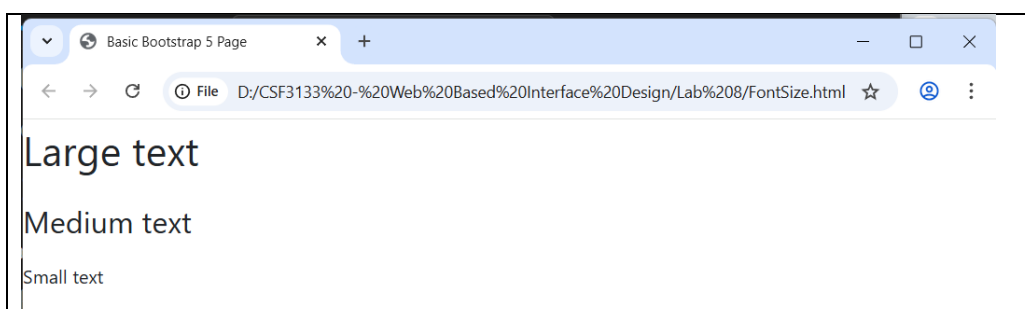 Basic Bootstrap 5 Page
File D:/CSF3133%20-%20Web%20Based%20Interface%20Design/Lab%208/FontSize.html
Large text
Medium text
Small text